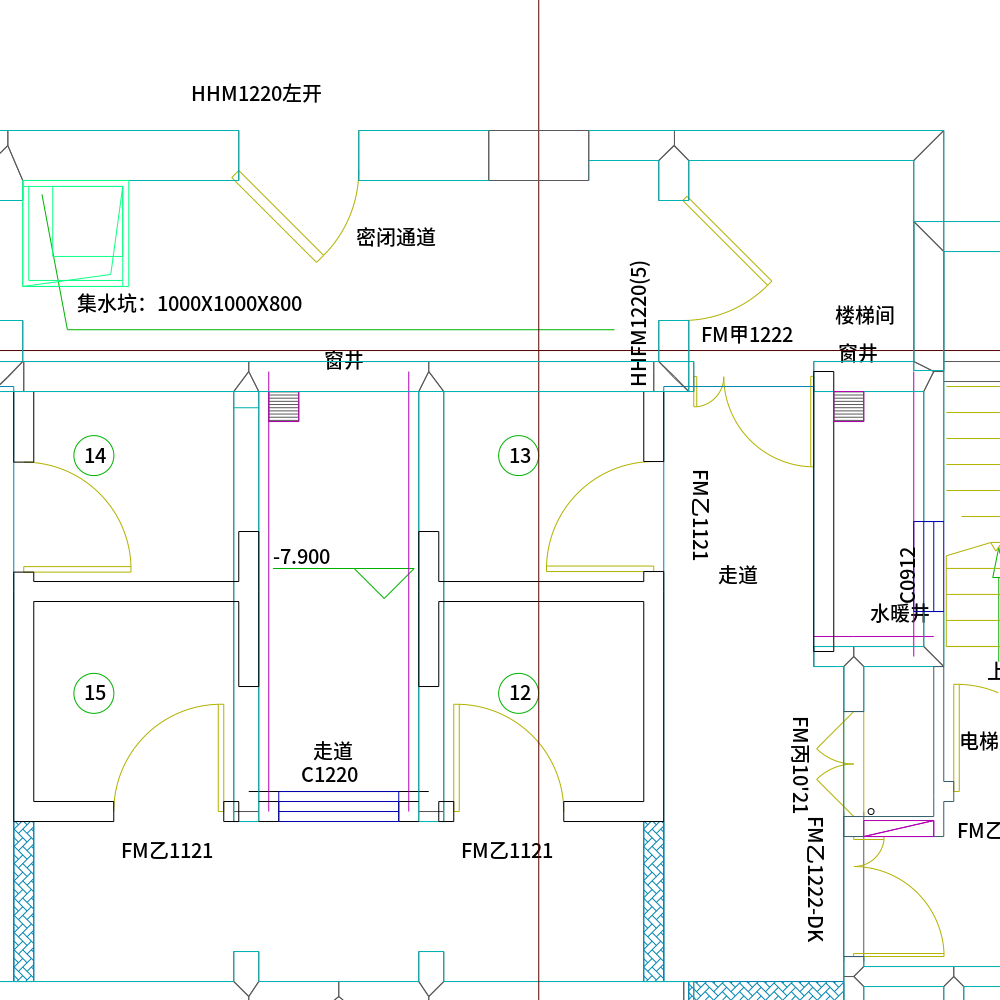 HHM1220左开
密闭通道
集水坑：1000X1000X800
HHFM1220(5)
FM甲1222
楼梯间
窗井
窗井
14
13
FM乙1121
-7.900
走道
C0912
水暖井
15
12
上
走道
C1220
FM丙10'21
电梯
FM乙1121
FM乙1121
FM乙1222-DK
FM乙